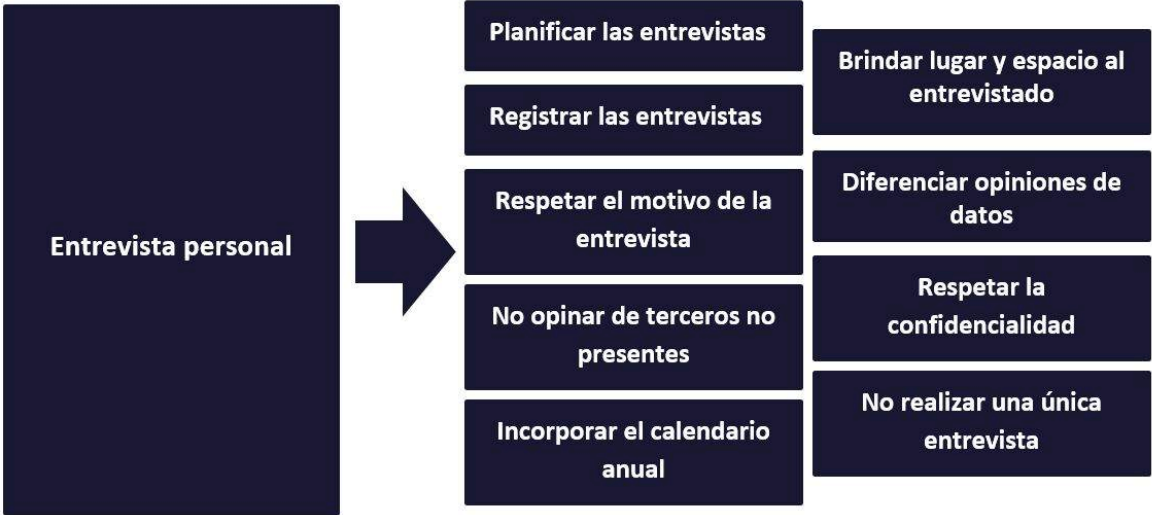 Entrevista personal
Planificar las entrevistas
Registrar las entrevistas
Respetar el motivo de la
entrevista
No opinar de terceros no
presentes
Incorporar el calendario
anual
Brindar lugar y espacio al
entrevistado
Diferenciar opiniones de
datos
Respetar la
confidencialidad
No realizar una única
entrevista